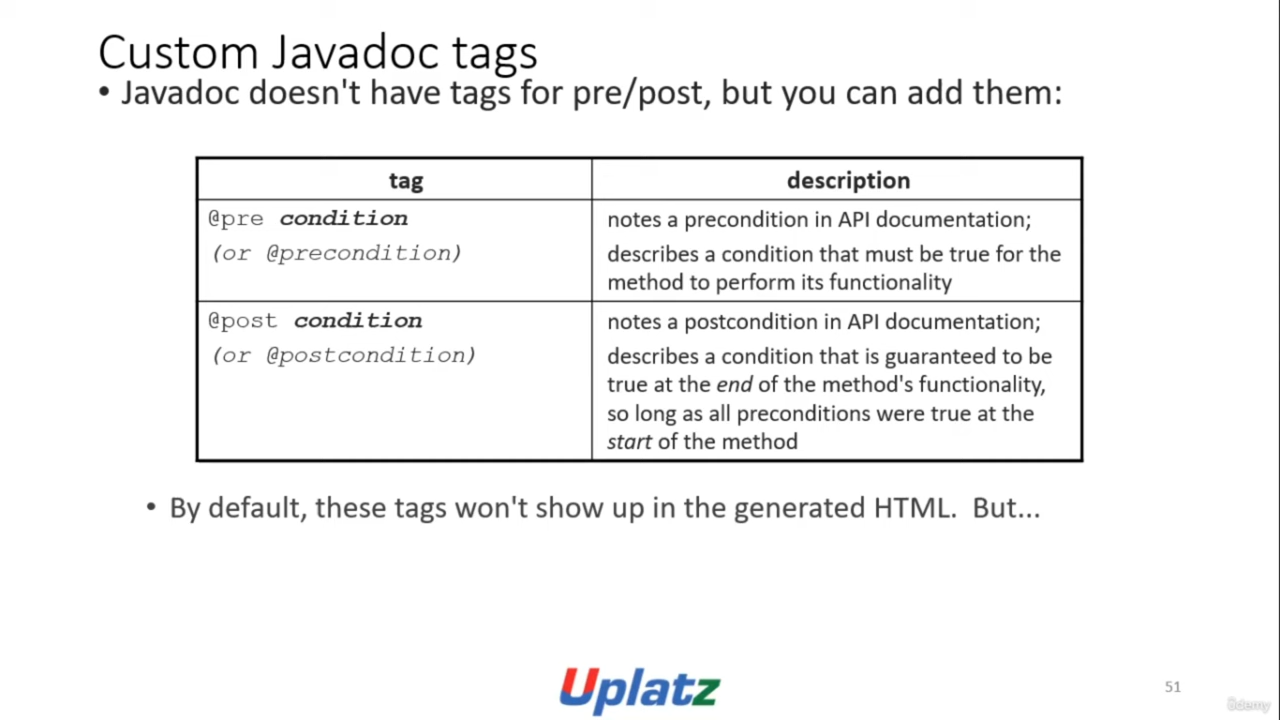 Custom Javadoc tags
• Javadoc doesn't have tags for pre/post, but you can add them:
tag
description
@pre condition
(or @precondition)
notes a precondition in API documentation;
describes a condition that must be true for the
method to perform its functionality
@post condition
(or @postcondition)
notes a postcondition in API documentation;
describes a condition that is guaranteed to be
true at the end of the method's functionality,
so long as all preconditions were true at the
start of the method
• By default, these tags won't show up in the generated HTML.  But...
Uplatz
51
ûdemy